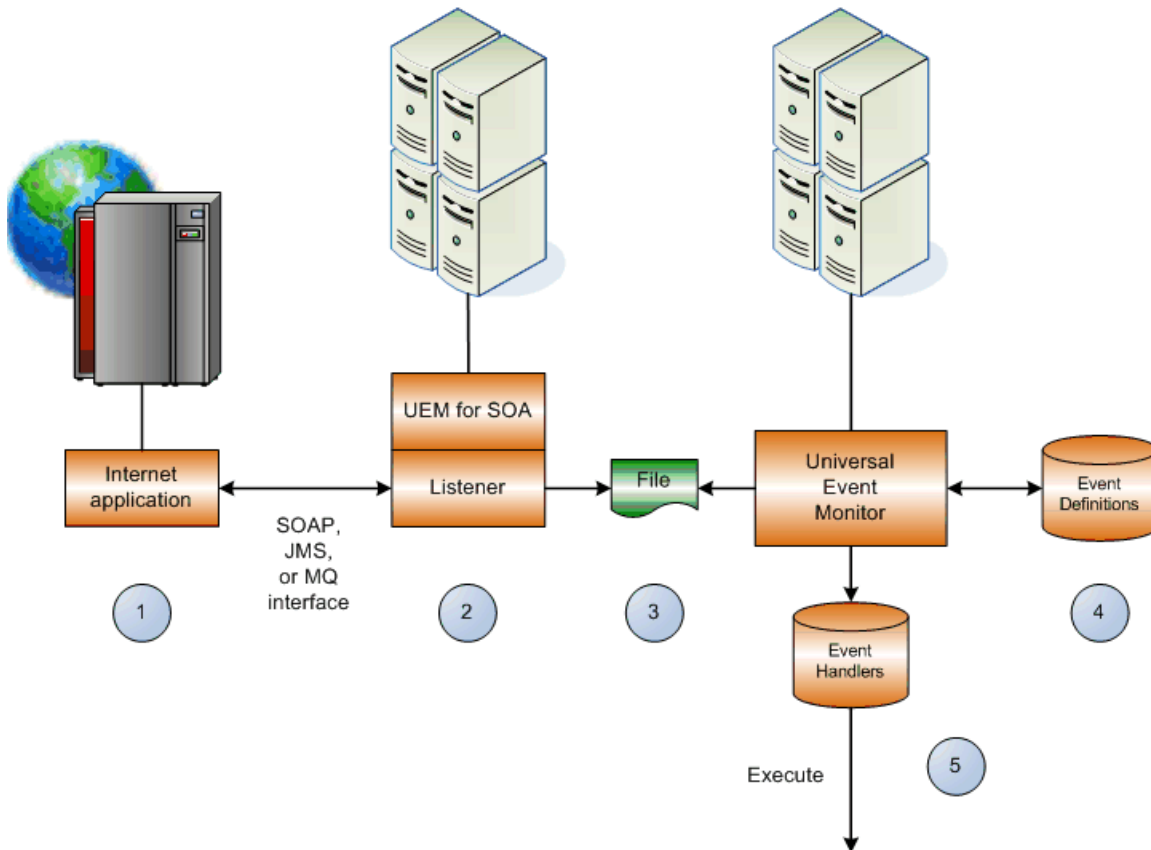 UEM for SOA
Internet
application
Listener
File
Universal
Event
Monitor
Event
Definitions
SOAP,
JMS,
or MQ
interface
1
2
3
4
Event
Handlers
Execute
5